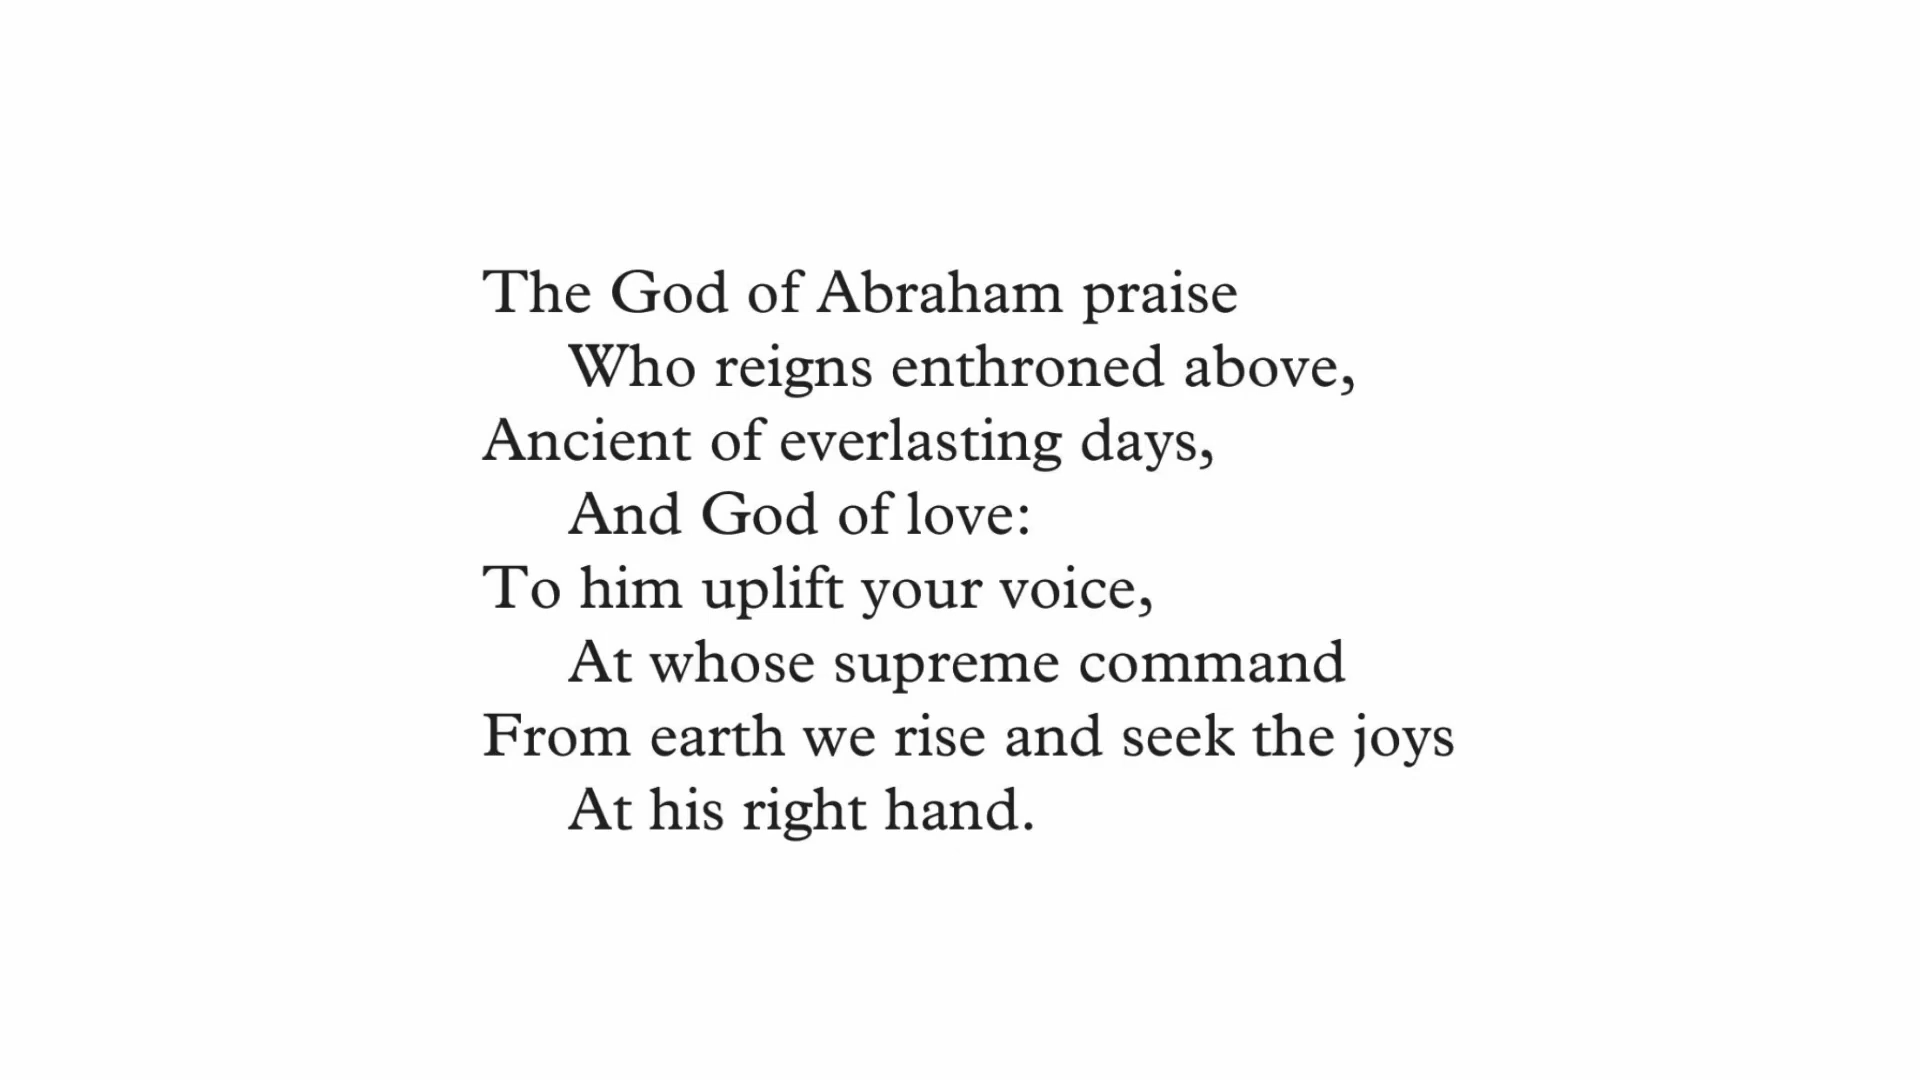 The God of Abraham praise
Who reigns enthroned above,
Ancient of everlasting days,
And God of love:
To him uplift your voice,
At whose supreme command
From earth we rise and seek the joys
At his right hand.